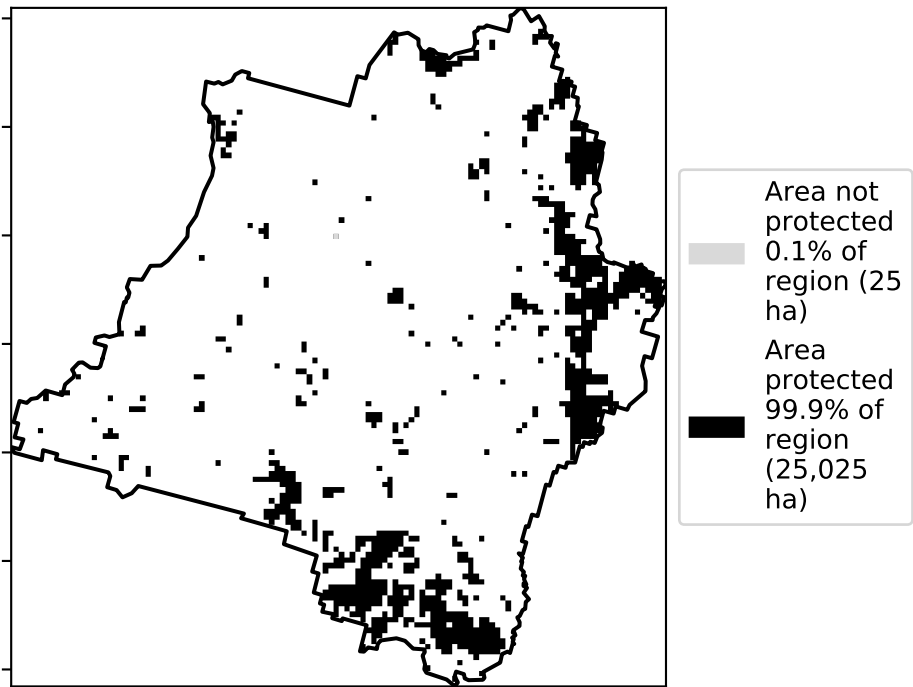 Area not
protected
0.1% of
region (25
ha)
Area
protected
99.9% of
region
(25,025
ha)